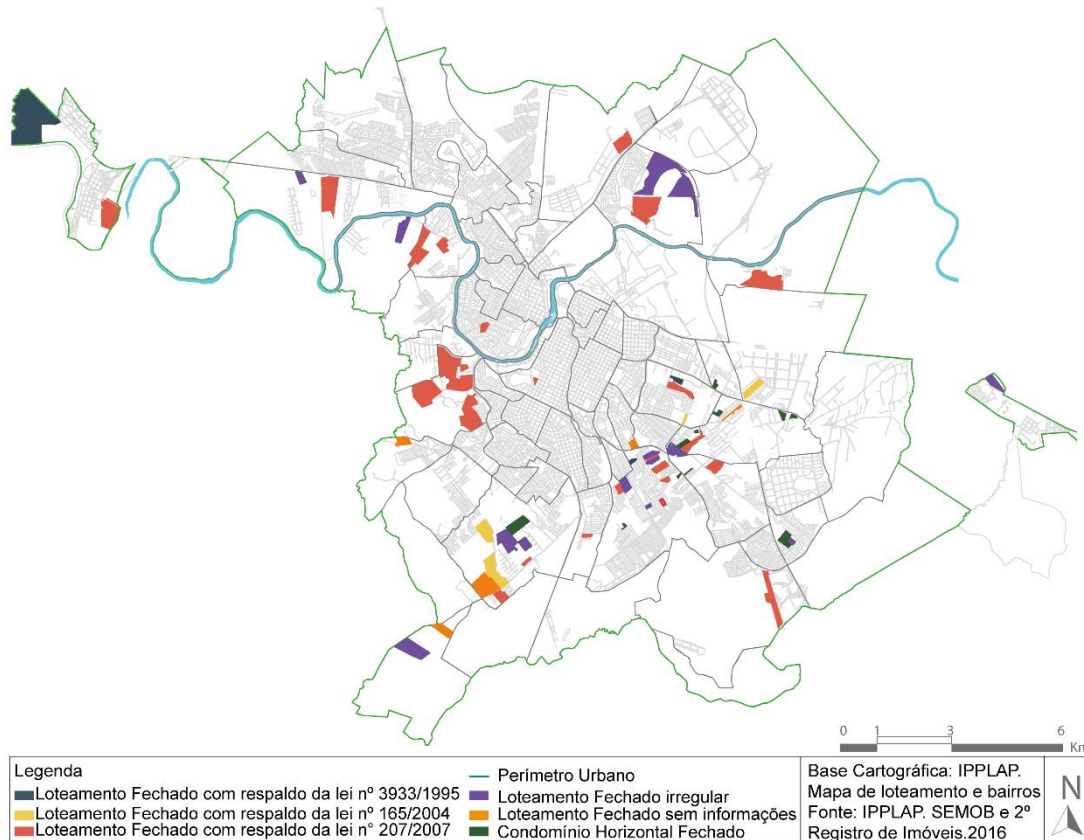 0 1 3 6
Km
Legenda
Loteamento Fechado com respaldo da lei nº 3933/1995
Loteamento Fechado com respaldo da lei nº 165/2004
Loteamento Fechado com respaldo da lei n° 207/2007
Perímetro Urbano
Loteamento Fechado irregular
Loteamento Fechado sem informações
Condomínio Horizontal Fechado
Base Cartográfica: IPPLAP.
Mapa de loteamento e bairros
Fonte: IPPLAP. SEMOB e 2º
Registro de Imóveis.2016
N